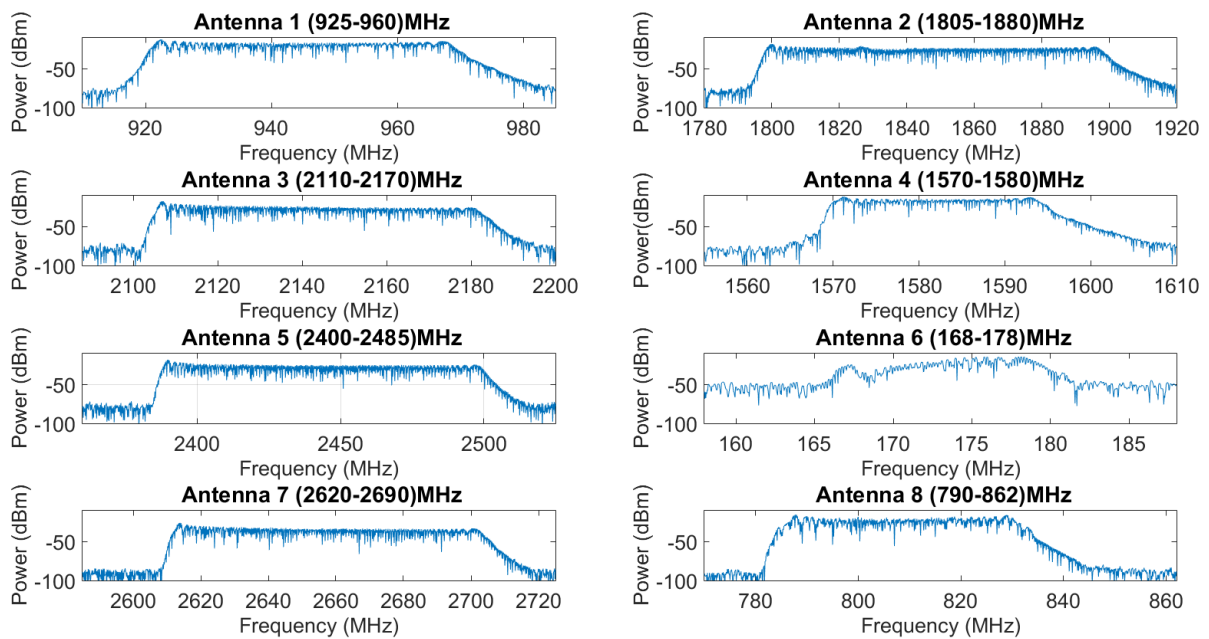 Antenna 1 (925-960)MHz
Power (dBm)
-50
-100
920 940 960 980
Frequency (MHz)
Antenna 2 (1805-1880)MHz
Power (dBm)
-50
-100
1780 1800 1820 1840 1860 1880 1900 1920
Frequency (MHz)
Antenna 3 (2110-2170)MHz
Power (dBm)
-50
-100
2100 2120 2140 2160 2180 2200
Frequency (MHz)
Antenna 4 (1570-1580)MHz
Power(dBm)
-50
-100
1560 1570 1580 1590 1600 1610
Frequency (MHz)
Antenna 5 (2400-2485)MHz
Power (dBm)
-50
-100
2400 2450 2500
Frequency (MHz)
Antenna 6 (168-178)MHz
Power (dBm)
-50
-100
160 165 170 175 180 185
Frequency (MHz)
Antenna 7 (2620-2690)MHz
Power (dBm)
-50
-100
2600 2620 2640 2660 2680 2700 2720
Frequency (MHz)
Antenna 8 (790-862)MHz
Power (dBm)
-50
-100
780 800 820 840 860
Frequency (MHz)